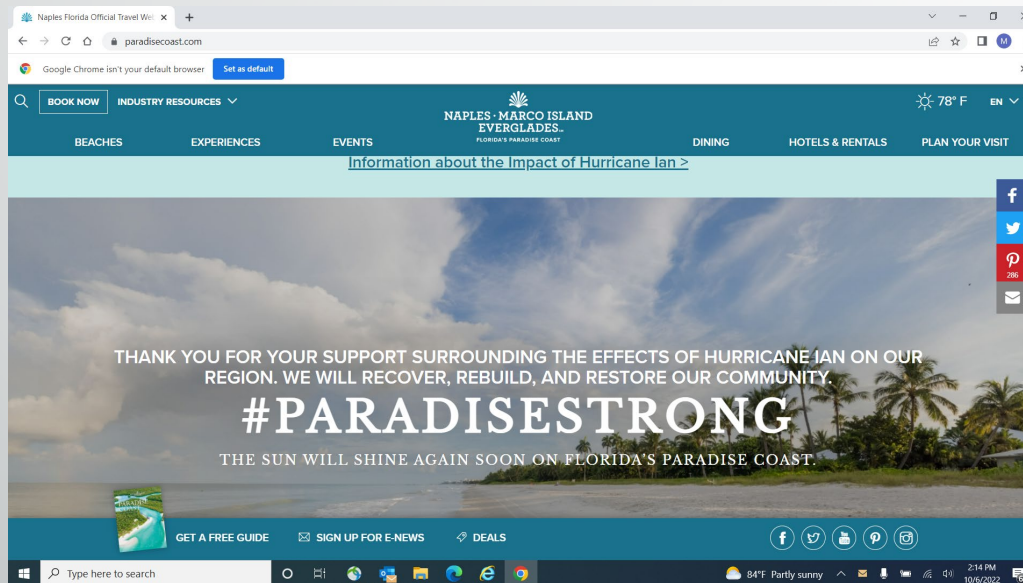 Naples Florida Official Travel Web
paradisecoast.com
M
Google Chrome isn't your default browser
Set as default
BOOK NOW
INDUSTRY RESOURCES
NAPLES · MARCO ISLAND
EVERGLADES
FLORIDA'S PARADISE COAST
78° F
EN
BEACHES
EXPERIENCES
EVENTS
DINING
HOTELS & RENTALS
PLAN YOUR VISIT
Information about the Impact of Hurricane Ian >
286
THANK YOU FOR YOUR SUPPORT SURROUNDING THE EFFECTS OF HURRICANE IAN ON OUR
REGION. WE WILL RECOVER, REBUILD, AND RESTORE OUR COMMUNITY.
#PARADISESTRONG
THE SUN WILL SHINE AGAIN SOON ON FLORIDA'S PARADISE COAST.
PARADISE
GET A FREE GUIDE
SIGN UP FOR E-NEWS
DEALS
Type here to search
84°F Partly sunny
2:14 PM
10/6/2022